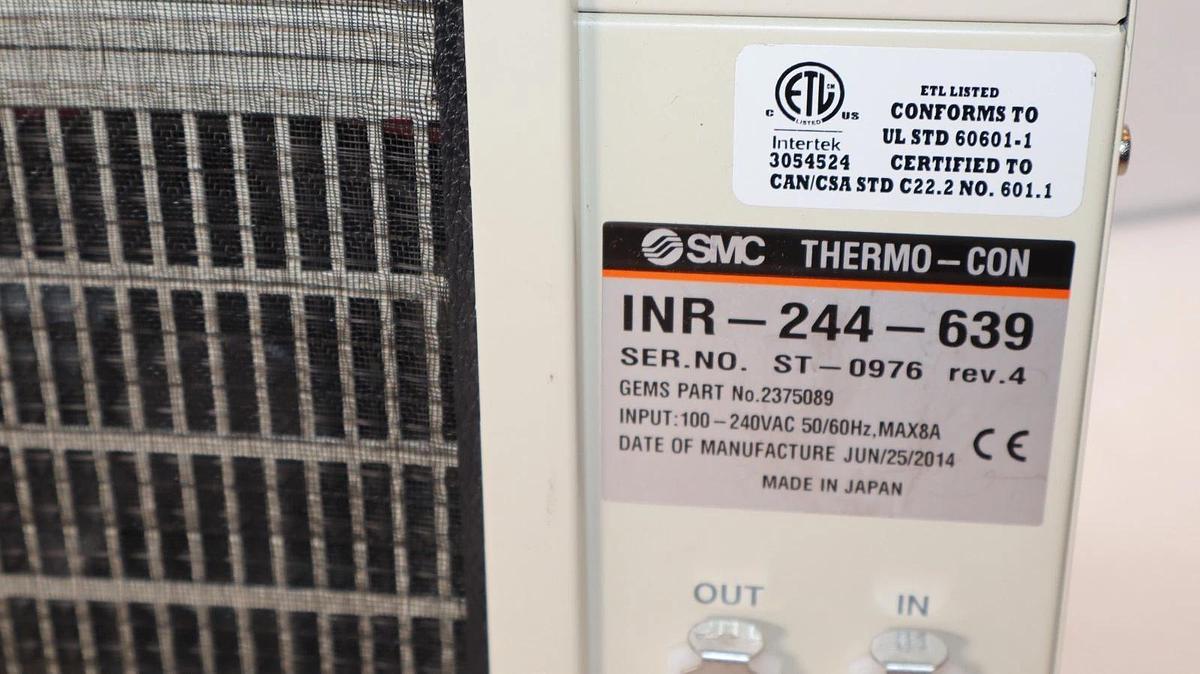 ETL CM
LISTED
C US
Intertek
3054524
ETL LISTED
CONFORMS TO
UL STD 60601-1
CERTIFIED TO
CAN/CSA STD C22.2 NO. 601.1
SMC THERMO-CON
INR-244-639
SER.NO. ST-0976 rev.4
GEMS PART No.2375089
INPUT:100-240VAC 50/60Hz,MAX8A
DATE OF MANUFACTURE JUN/25/2014
CE
MADE IN JAPAN
OUT IN